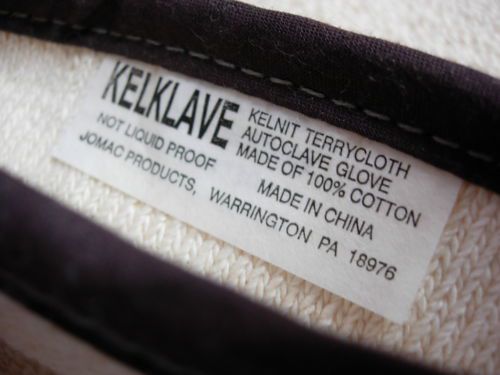 KELKLAVE
KELNIT TERRYCLOTH
AUTOCLAVE GLOVE
MADE OF 100% COTTON
NOT LIQUID PROOF
MADE IN CHINA
JOMAC PRODUCTS, WARRINGTON PA 18976